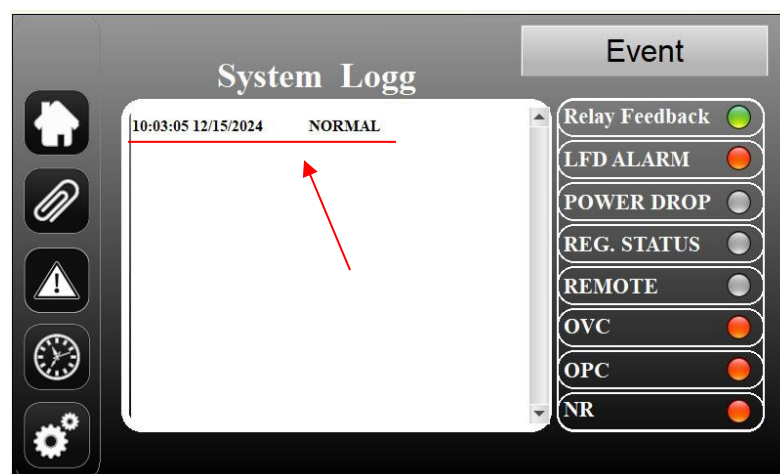 Event
System Logg
10:03:05 12/15/2024 NORMAL
Relay Feedback
LFD ALARM
POWER DROP
REG. STATUS
REMOTE
OVC
OPC
NR